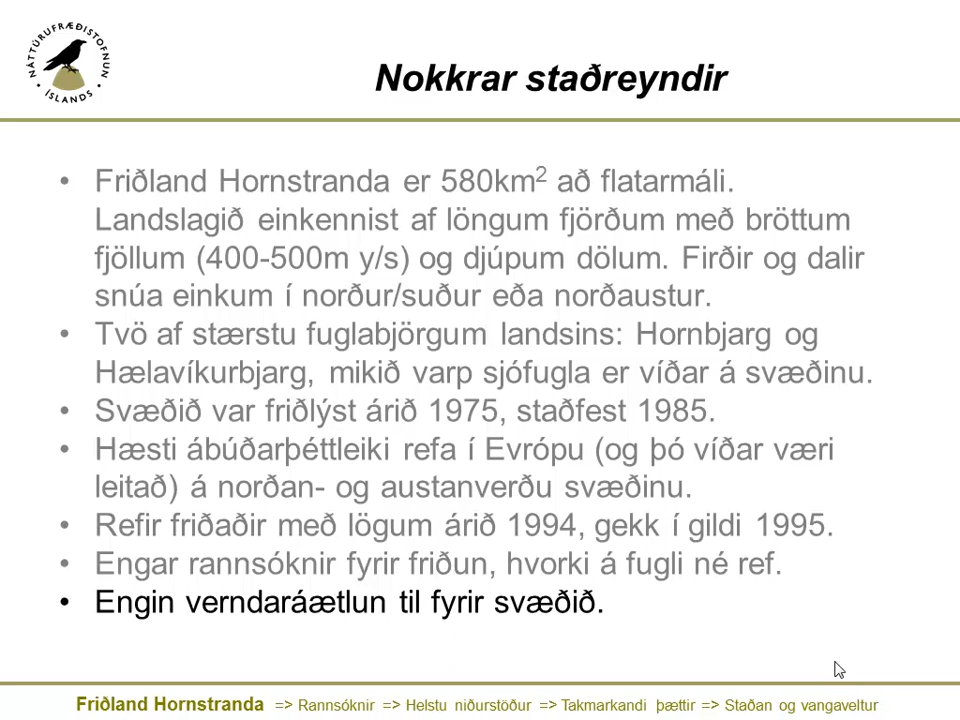 NÁTTÚRUFRÆÐISTOFNUN
• ÍSLANDS •
Nokkrar staðreyndir
• Friðland Hornstranda er 580km² að flatarmáli.
Landslagið einkennist af löngum fjörðum með bröttum
fjöllum (400-500m y/s) og djúpum dölum. Firðir og dalir
snúa einkum í norður/suður eða norðaustur.
• Tvö af stærstu fuglabjörgum landsins: Hornbjarg og
Hælavíkurbjarg, mikið varp sjófugla er víðar á svæðinu.
• Svæðið var friðlýst árið 1975, staðfest 1985.
• Hæsti ábúðarþéttleiki refa í Evrópu (og þó víðar væri
leitað) á norðan- og austanverðu svæðinu.
• Refir friðaðir með lögum árið 1994, gekk í gildi 1995.
• Engar rannsóknir fyrir friðun, hvorki á fugli né ref.
• Engin verndaráætlun til fyrir svæðið.
Friðland Hornstranda => Rannsóknir => Helstu niðurstöður => Takmarkandi þættir => Staðan og vangaveltur